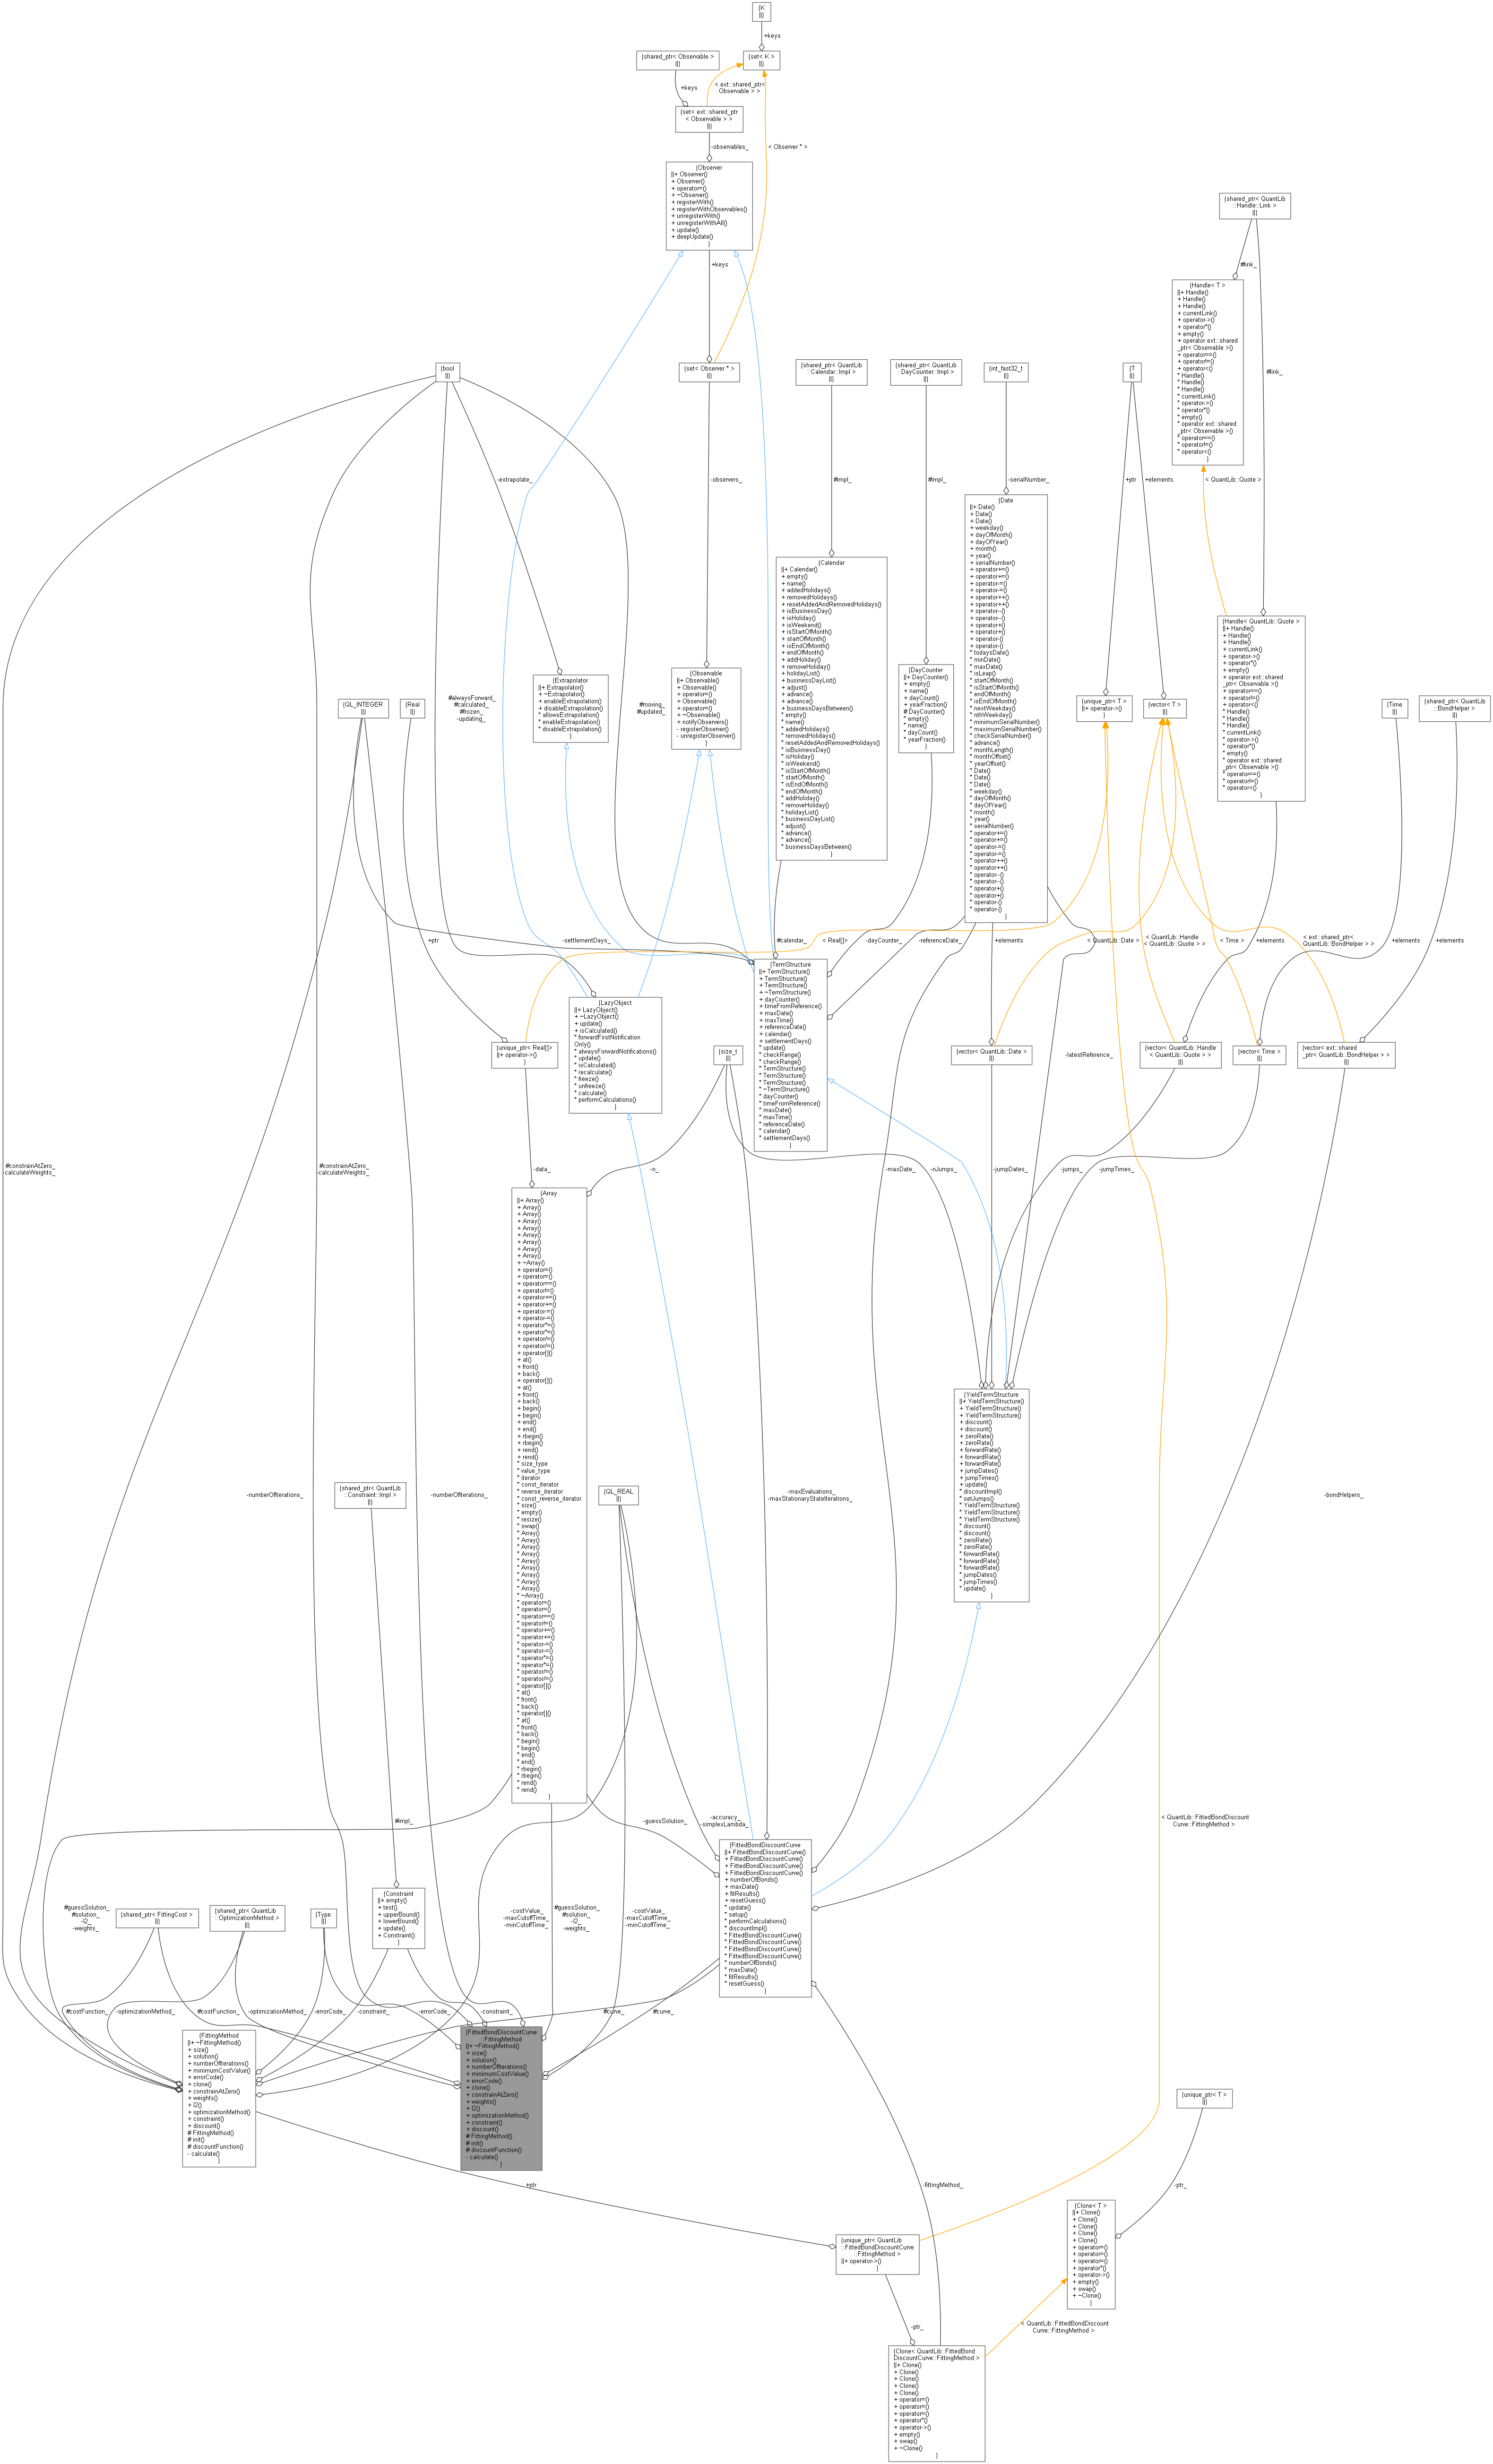 {K
||}
+keys
{shared_ptr< Observable >
||}
{set< K >
||}
+keys
< ext::shared_ptr<
Observable > >
{set< ext::shared_ptr
< Observable > >
||}
-observables_
< Observer * >
{Observer
||+ Observer()
+ Observer()
+ operator=()
+ ~Observer()
+ registerWith()
+ registerWithObservables()
+ unregisterWith()
+ unregisterWithAll()
+ update()
+ deepUpdate()
}
+keys
{shared_ptr< QuantLib
::Handle::Link >
||}
#link_
{Handle< T >
||+ Handle()
+ Handle()
+ Handle()
+ currentLink()
+ operator->()
+ operator*()
+ empty()
+ operator ext::shared
_ptr< Observable >()
+ operator==()
+ operator!=()
+ operator<()
* Handle()
* Handle()
* Handle()
* currentLink()
* operator->()
* operator*()
* empty()
* operator ext::shared
_ptr< Observable >()
* operator==()
* operator!=()
* operator<()
}
#link_
{bool
||}
{set< Observer * >
||}
{shared_ptr< QuantLib
::Calendar::Impl >
||}
{shared_ptr< QuantLib
::DayCounter::Impl >
||}
{int_fast32_t
||}
{T
||}
-extrapolate_
-observers_
#impl_
#impl_
-serialNumber_
+ptr
+elements
< QuantLib::Quote >
{Date
||+ Date()
+ Date()
+ Date()
+ weekday()
+ dayOfMonth()
+ dayOfYear()
+ month()
+ year()
+ serialNumber()
+ operator+=()
+ operator+=()
+ operator-=()
+ operator-=()
+ operator++()
+ operator++()
+ operator--()
+ operator--()
+ operator+()
+ operator+()
+ operator-()
+ operator-()
* todaysDate()
* minDate()
* maxDate()
* isLeap()
* startOfMonth()
* isStartOfMonth()
* endOfMonth()
* isEndOfMonth()
* nextWeekday()
* nthWeekday()
* minimumSerialNumber()
* maximumSerialNumber()
* checkSerialNumber()
* advance()
* monthLength()
* monthOffset()
* yearOffset()
* Date()
* Date()
* Date()
* weekday()
* dayOfMonth()
* dayOfYear()
* month()
* year()
* serialNumber()
* operator+=()
* operator+=()
* operator-=()
* operator-=()
* operator++()
* operator++()
* operator--()
* operator--()
* operator+()
* operator+()
* operator-()
* operator-()
}
{Calendar
||+ Calendar()
+ empty()
+ name()
+ addedHolidays()
+ removedHolidays()
+ resetAddedAndRemovedHolidays()
+ isBusinessDay()
+ isHoliday()
+ isWeekend()
+ isStartOfMonth()
+ startOfMonth()
+ isEndOfMonth()
+ endOfMonth()
+ addHoliday()
+ removeHoliday()
+ holidayList()
+ businessDayList()
+ adjust()
+ advance()
+ advance()
+ businessDaysBetween()
* empty()
* name()
* addedHolidays()
* removedHolidays()
* resetAddedAndRemovedHolidays()
* isBusinessDay()
* isHoliday()
* isWeekend()
* isStartOfMonth()
* startOfMonth()
* isEndOfMonth()
* endOfMonth()
* addHoliday()
* removeHoliday()
* holidayList()
* businessDayList()
* adjust()
* advance()
* advance()
* businessDaysBetween()
}
{Handle< QuantLib::Quote >
||+ Handle()
+ Handle()
+ Handle()
+ currentLink()
+ operator->()
+ operator*()
+ empty()
+ operator ext::shared
_ptr< Observable >()
+ operator==()
+ operator!=()
+ operator<()
* Handle()
* Handle()
* Handle()
* currentLink()
* operator->()
* operator*()
* empty()
* operator ext::shared
_ptr< Observable >()
* operator==()
* operator!=()
* operator<()
}
{DayCounter
||+ DayCounter()
+ empty()
+ name()
+ dayCount()
+ yearFraction()
# DayCounter()
* empty()
* name()
* dayCount()
* yearFraction()
}
{Observable
||+ Observable()
+ Observable()
+ operator=()
+ Observable()
+ operator=()
+ ~Observable()
+ notifyObservers()
- registerObserver()
- unregisterObserver()
}
{Extrapolator
||+ Extrapolator()
+ ~Extrapolator()
+ enableExtrapolation()
+ disableExtrapolation()
* allowsExtrapolation()
* enableExtrapolation()
* disableExtrapolation()
}
#alwaysForward_
#calculated_
#frozen_
-updating_
#moving_
#updated_
{QL_INTEGER
||}
{Real
||}
{unique_ptr< T >
||+ operator->()
}
{vector< T >
||}
{Time
||}
{shared_ptr< QuantLib
::BondHelper >
||}
+ptr
-settlementDays_
#calendar_
< Real[]>
-dayCounter_
-referenceDate_
+elements
< QuantLib::Date >
< QuantLib::Handle
< QuantLib::Quote > >
< Time >
+elements
< ext::shared_ptr<
QuantLib::BondHelper > >
+elements
+elements
{TermStructure
||+ TermStructure()
+ TermStructure()
+ TermStructure()
+ ~TermStructure()
+ dayCounter()
+ timeFromReference()
+ maxDate()
+ maxTime()
+ referenceDate()
+ calendar()
+ settlementDays()
* update()
* checkRange()
* checkRange()
* TermStructure()
* TermStructure()
* TermStructure()
* ~TermStructure()
* dayCounter()
* timeFromReference()
* maxDate()
* maxTime()
* referenceDate()
* calendar()
* settlementDays()
}
{LazyObject
||+ LazyObject()
+ ~LazyObject()
+ update()
+ isCalculated()
* forwardFirstNotification
Only()
* alwaysForwardNotifications()
* update()
* isCalculated()
* recalculate()
* freeze()
* unfreeze()
* calculate()
* performCalculations()
}
{unique_ptr< Real[]>
||+ operator->()
}
{size_t
||}
{vector< QuantLib::Date >
||}
-latestReference_
{vector< QuantLib::Handle
< QuantLib::Quote > >
||}
{vector< Time >
||}
{vector< ext::shared
_ptr< QuantLib::BondHelper > >
||}
#constrainAtZero_
-calculateWeights_
#constrainAtZero_
-calculateWeights_
-data_
-n_
-maxDate_
-nJumps_
-jumpDates_
-jumps_
-jumpTimes_
{Array
||+ Array()
+ Array()
+ Array()
+ Array()
+ Array()
+ Array()
+ Array()
+ Array()
+ Array()
+ ~Array()
+ operator=()
+ operator=()
+ operator==()
+ operator!=()
+ operator+=()
+ operator+=()
+ operator-=()
+ operator-=()
+ operator*=()
+ operator*=()
+ operator/=()
+ operator/=()
+ operator[]()
+ at()
+ front()
+ back()
+ operator[]()
+ at()
+ front()
+ back()
+ begin()
+ begin()
+ end()
+ end()
+ rbegin()
+ rbegin()
+ rend()
+ rend()
* size_type
* value_type
* iterator
* const_iterator
* reverse_iterator
* const_reverse_iterator
* size()
* empty()
* resize()
* swap()
* Array()
* Array()
* Array()
* Array()
* Array()
* Array()
* Array()
* Array()
* Array()
* ~Array()
* operator=()
* operator=()
* operator==()
* operator!=()
* operator+=()
* operator+=()
* operator-=()
* operator-=()
* operator*=()
* operator*=()
* operator/=()
* operator/=()
* operator[]()
* at()
* front()
* back()
* operator[]()
* at()
* front()
* back()
* begin()
* begin()
* end()
* end()
* rbegin()
* rbegin()
* rend()
* rend()
}
{YieldTermStructure
||+ YieldTermStructure()
+ YieldTermStructure()
+ YieldTermStructure()
+ discount()
+ discount()
+ zeroRate()
+ zeroRate()
+ forwardRate()
+ forwardRate()
+ forwardRate()
+ jumpDates()
+ jumpTimes()
+ update()
* discountImpl()
* setJumps()
* YieldTermStructure()
* YieldTermStructure()
* YieldTermStructure()
* discount()
* discount()
* zeroRate()
* zeroRate()
* forwardRate()
* forwardRate()
* forwardRate()
* jumpDates()
* jumpTimes()
* update()
}
{shared_ptr< QuantLib
::Constraint::Impl >
||}
{QL_REAL
||}
-numberOfIterations_
-numberOfIterations_
-maxEvaluations_
-maxStationaryStateIterations_
-bondHelpers_
#impl_
-guessSolution_
-accuracy_
-simplexLambda_
< QuantLib::FittedBondDiscount
Curve::FittingMethod >
{FittedBondDiscountCurve
||+ FittedBondDiscountCurve()
+ FittedBondDiscountCurve()
+ FittedBondDiscountCurve()
+ FittedBondDiscountCurve()
+ numberOfBonds()
+ maxDate()
+ fitResults()
+ resetGuess()
* update()
* setup()
* performCalculations()
* discountImpl()
* FittedBondDiscountCurve()
* FittedBondDiscountCurve()
* FittedBondDiscountCurve()
* FittedBondDiscountCurve()
* numberOfBonds()
* maxDate()
* fitResults()
* resetGuess()
}
{Constraint
||+ empty()
+ test()
+ upperBound()
+ lowerBound()
+ update()
+ Constraint()
}
#guessSolution_
#solution_
-l2_
-weights_
{shared_ptr< FittingCost >
||}
{shared_ptr< QuantLib
::OptimizationMethod >
||}
{Type
||}
-costValue_
-maxCutoffTime_
-minCutoffTime_
#guessSolution_
#solution_
-l2_
-weights_
-costValue_
-maxCutoffTime_
-minCutoffTime_
#costFunction_
-optimizationMethod_
#costFunction_
-optimizationMethod_
-errorCode_
-constraint_
-errorCode_
-constraint_
#curve_
#curve_
{FittingMethod
||+ ~FittingMethod()
+ size()
+ solution()
+ numberOfIterations()
+ minimumCostValue()
+ errorCode()
+ clone()
+ constrainAtZero()
+ weights()
+ l2()
+ optimizationMethod()
+ constraint()
+ discount()
# FittingMethod()
# init()
# discountFunction()
- calculate()
}
{FittedBondDiscountCurve
::FittingMethod
||+ ~FittingMethod()
+ size()
+ solution()
+ numberOfIterations()
+ minimumCostValue()
+ errorCode()
+ clone()
+ constrainAtZero()
+ weights()
+ l2()
+ optimizationMethod()
+ constraint()
+ discount()
# FittingMethod()
# init()
# discountFunction()
- calculate()
}
{unique_ptr< T >
||}
+ptr
-fittingMethod_
-ptr_
{Clone< T >
||+ Clone()
+ Clone()
+ Clone()
+ Clone()
+ Clone()
+ operator=()
+ operator=()
+ operator=()
+ operator*()
+ operator->()
+ empty()
+ swap()
+ ~Clone()
}
{unique_ptr< QuantLib
::FittedBondDiscountCurve
::FittingMethod >
||+ operator->()
}
-ptr_
< QuantLib::FittedBondDiscount
Curve::FittingMethod >
{Clone< QuantLib::FittedBond
DiscountCurve::FittingMethod >
||+ Clone()
+ Clone()
+ Clone()
+ Clone()
+ Clone()
+ operator=()
+ operator=()
+ operator=()
+ operator*()
+ operator->()
+ empty()
+ swap()
+ ~Clone()
}